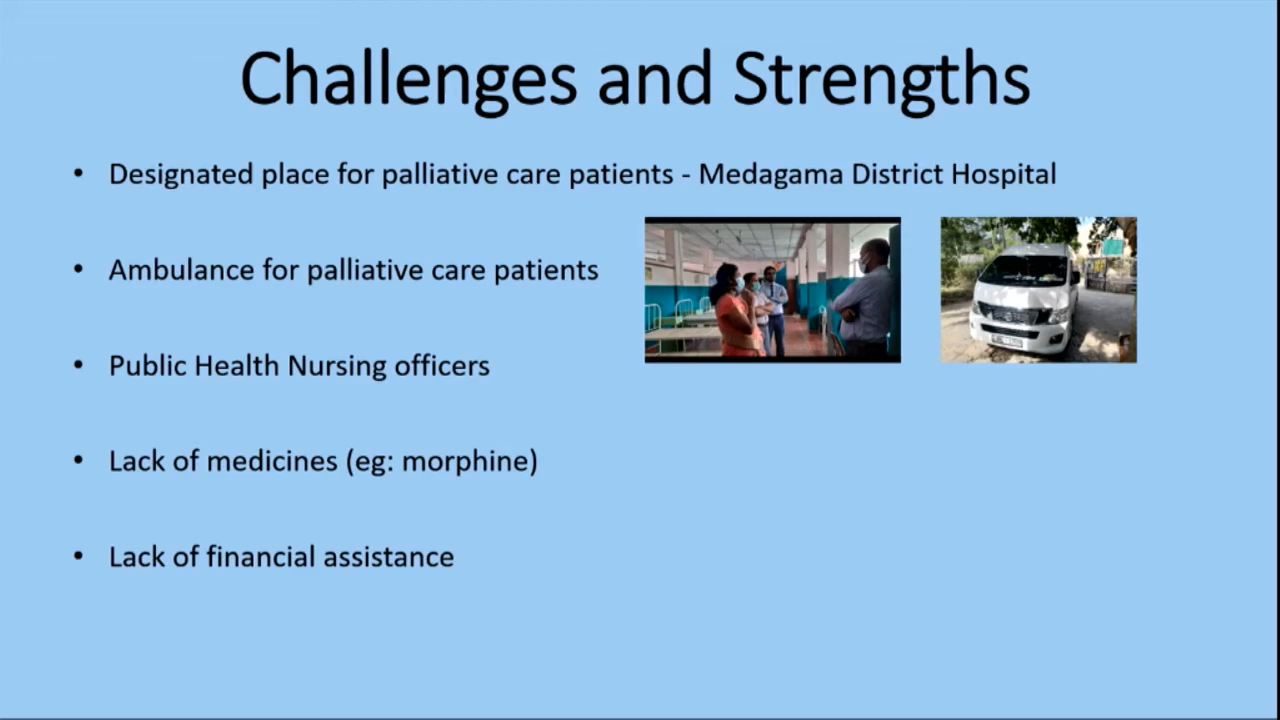 Challenges and Strengths
• Designated place for palliative care patients - Medagama District Hospital
• Ambulance for palliative care patients
• Public Health Nursing officers
• Lack of medicines (eg: morphine)
• Lack of financial assistance